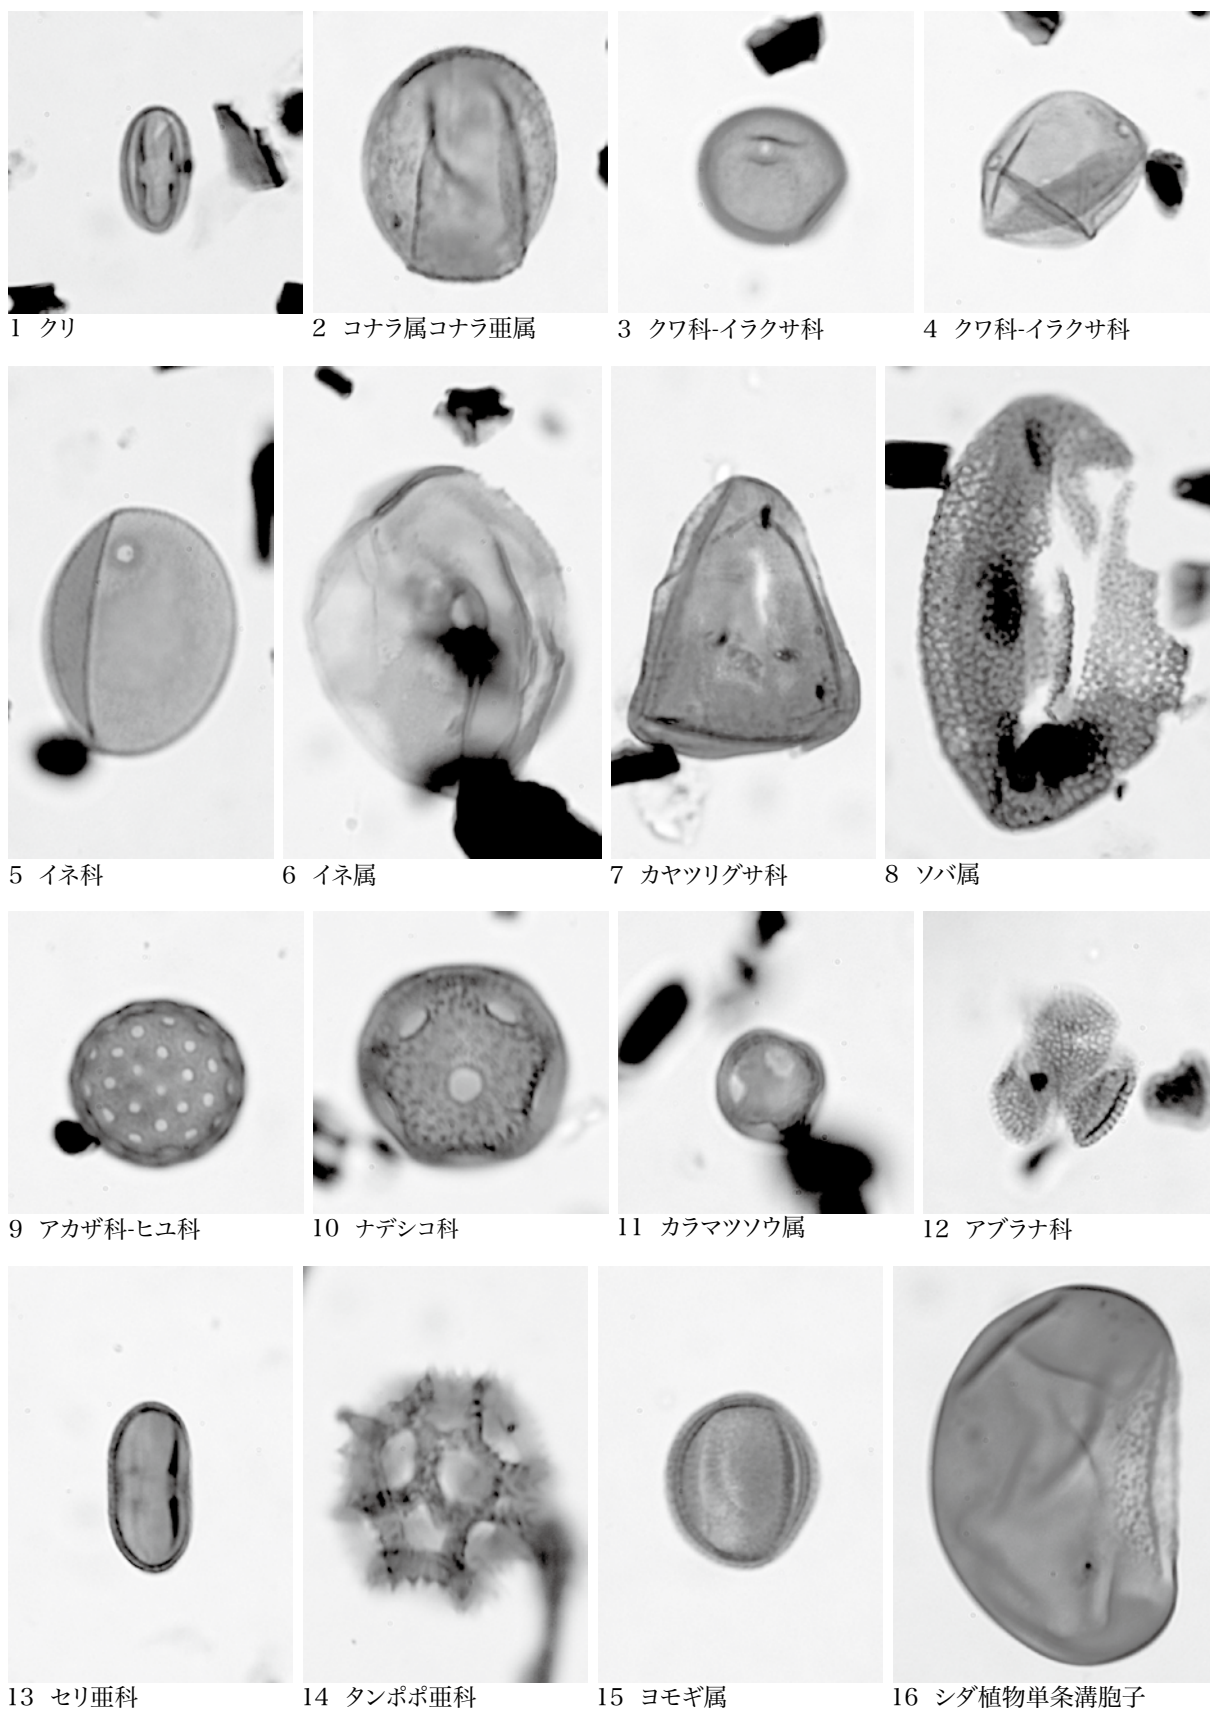 1 クリ
2 コナラ属コナラ亜属
3 クワ科-イラクサ科
4 クワ科-イラクサ科
5 イネ科
6 イネ属
7 カヤツリグサ科
8 ソバ属
9 アカザ科-ヒユ科
10 ナデシコ科
11 カラマツソウ属
12 アブラナ科
13 セリ亜科
14 タンポポ亜科
15 ヨモギ属
16 シダ植物単条溝胞子